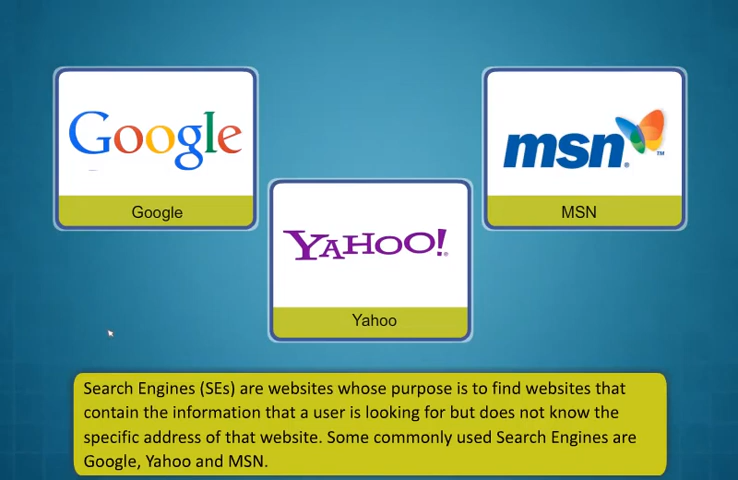 Google
Google
msn
MSN
YAHOO!
Yahoo
Search Engines (SEs) are websites whose purpose is to find websites that
contain the information that a user is looking for but does not know the
specific address of that website. Some commonly used Search Engines are
Google, Yahoo and MSN.